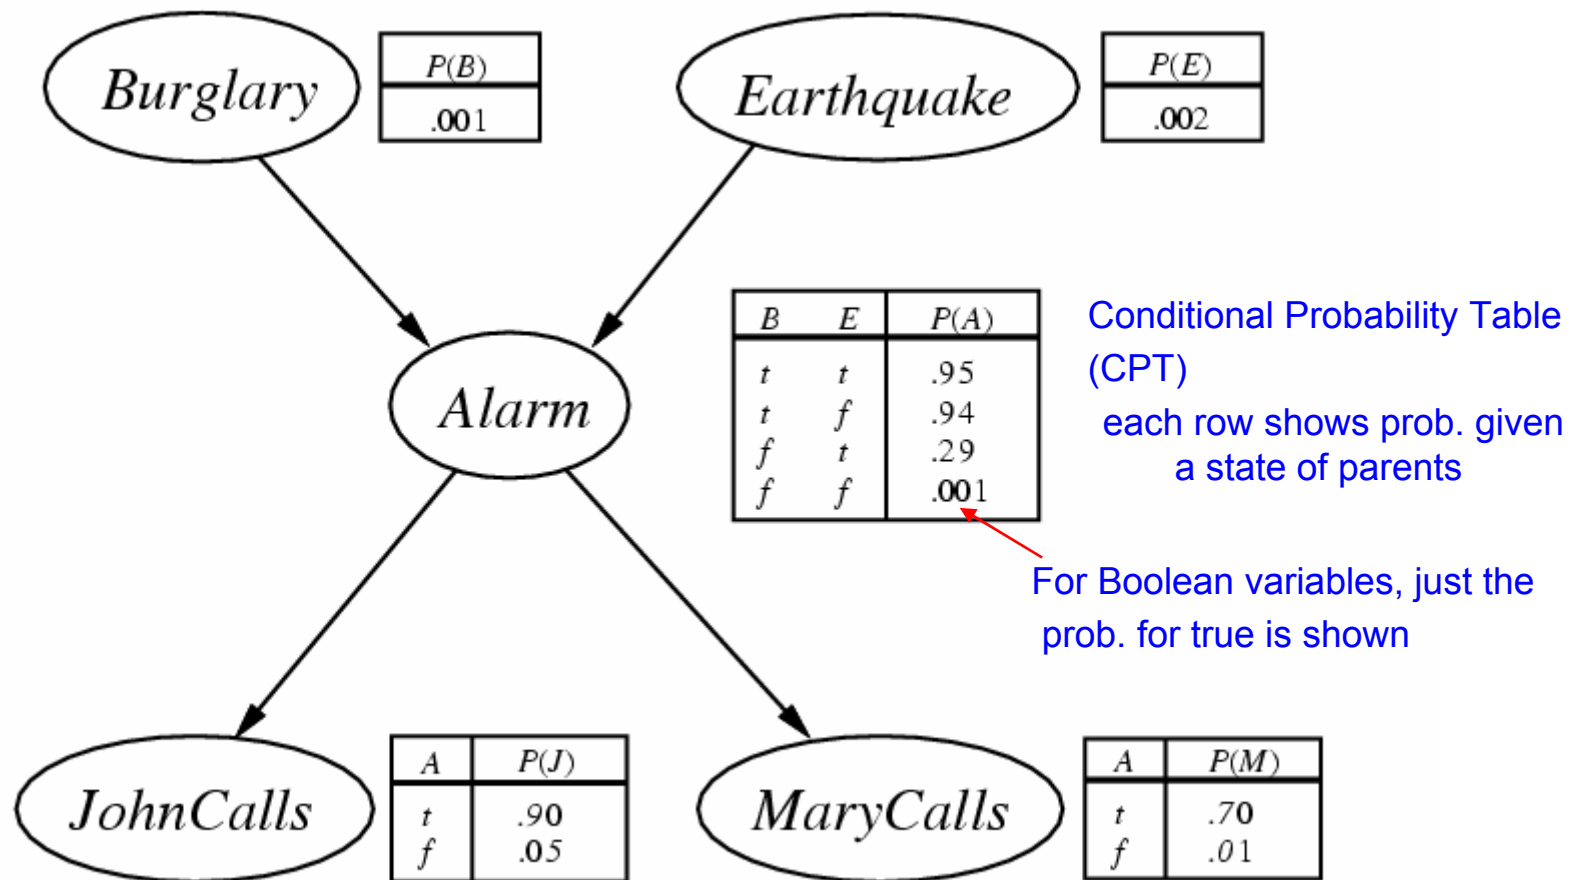 Burglary
P(B)
.001
Earthquake
P(E)
.002
Alarm
B E P(A)
t t .95
t f .94
f t .29
f f .001
Conditional Probability Table
(CPT)
each row shows prob. given
a state of parents
For Boolean variables, just the
prob. for true is shown
JohnCalls
A P(J)
t .90
f .05
MaryCalls
A P(M)
t .70
f .01